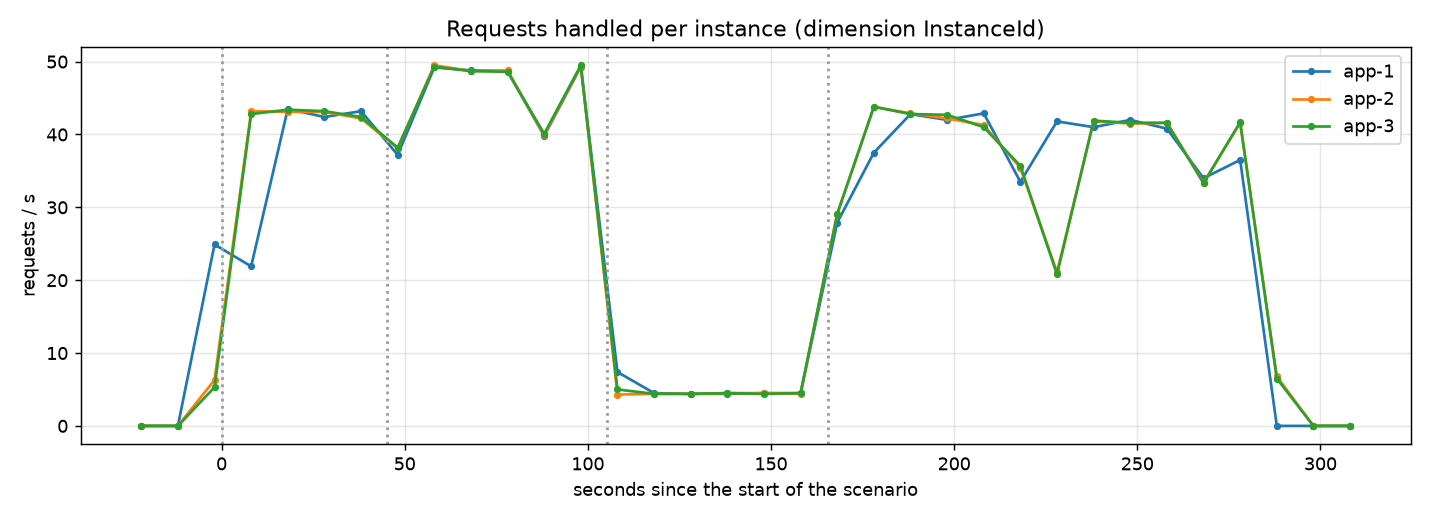 Requests handled per instance (dimension InstanceId)
50
40
30
20
10
0
requests / s
app-1
app-2
app-3
0 50 100 150 200 250 300
seconds since the start of the scenario